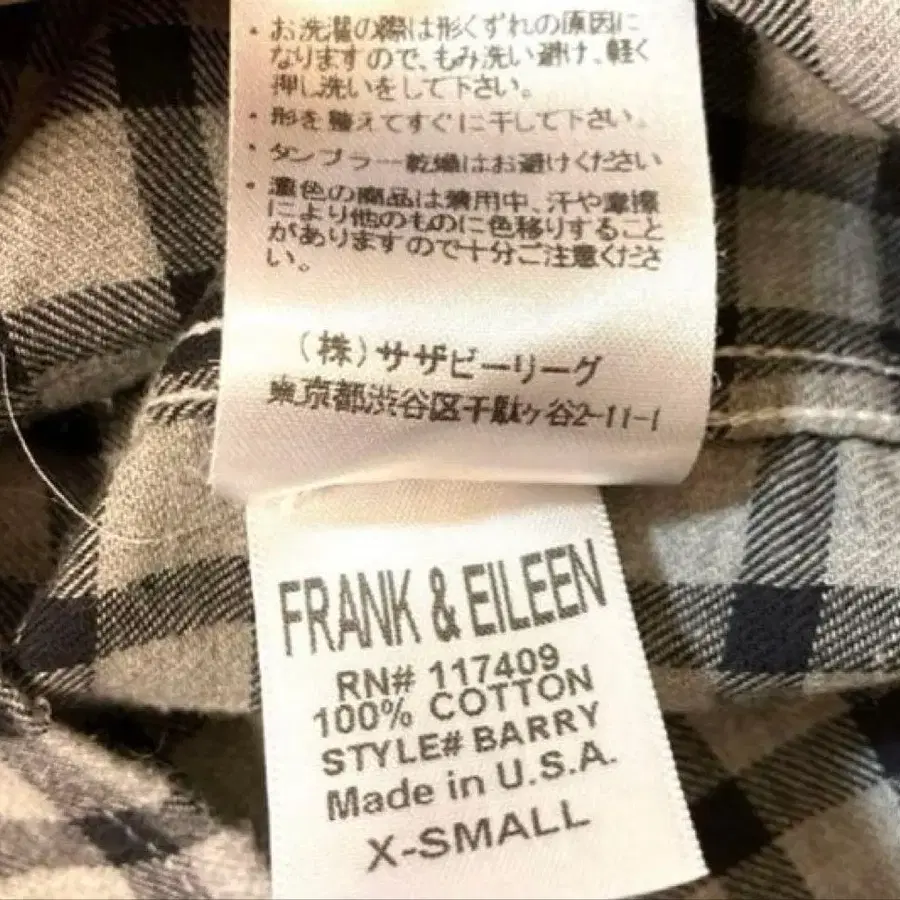 ・お洗濯の際は形くずれの原因に
なりますので、もみ洗い避け、軽く
押し洗いをして下さい。
・形を整えてすぐに干して下さい。
・タンブラー乾燥はお避けください
・濃色の商品は着用中、汗や摩擦
により他のものに色移りすること
がありますので十分ご注意くださ
い。
(株)サザビーリーグ
東京都渋谷区千駄ヶ谷2-11-1
FRANK & EILEEN
RN# 117409
100% COTTON
STYLE# BARRY
Made in U.S.A.
X-SMALL